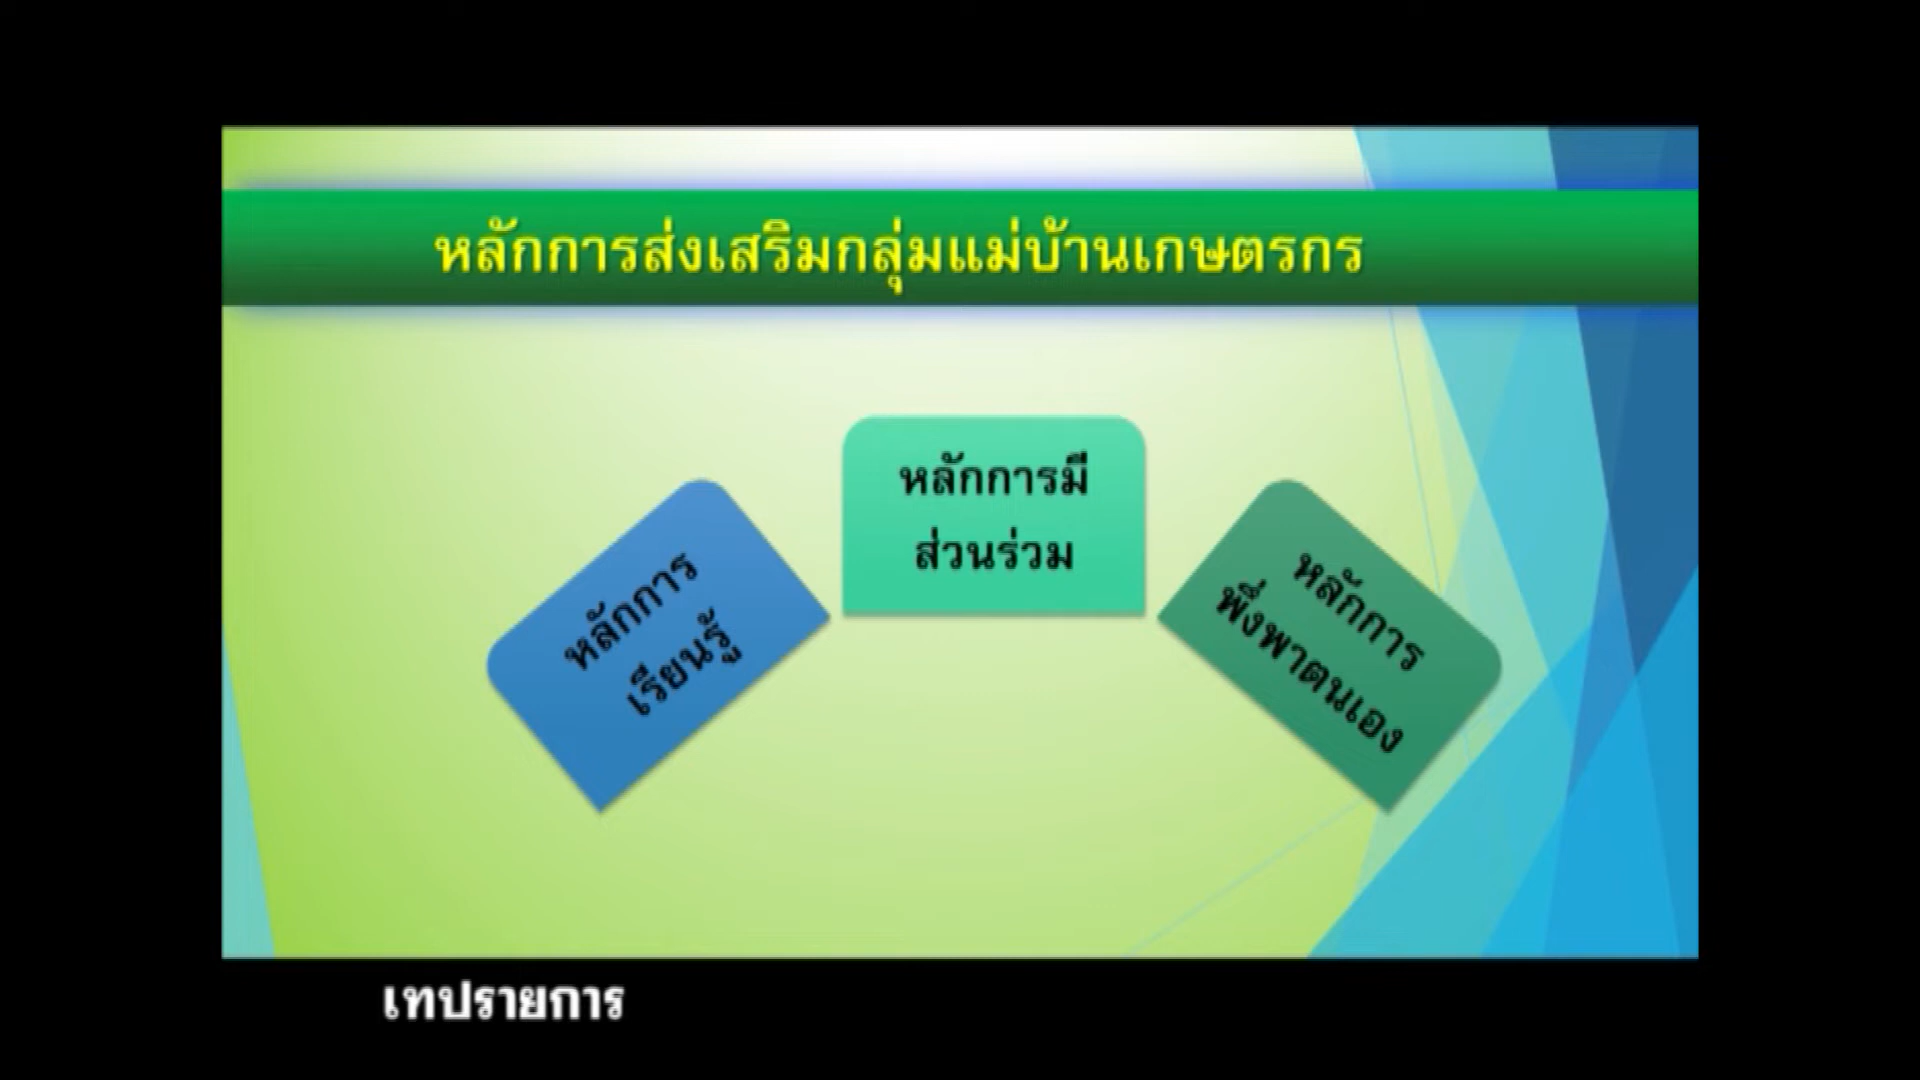 หลักการส่งเสริมกลุ่มแม่บ้านเกษตรกร
หลักการ
เรียนรู้
หลักการมี
ส่วนร่วม
หลักการ
พึ่งพาตนเอง
เทปรายการ